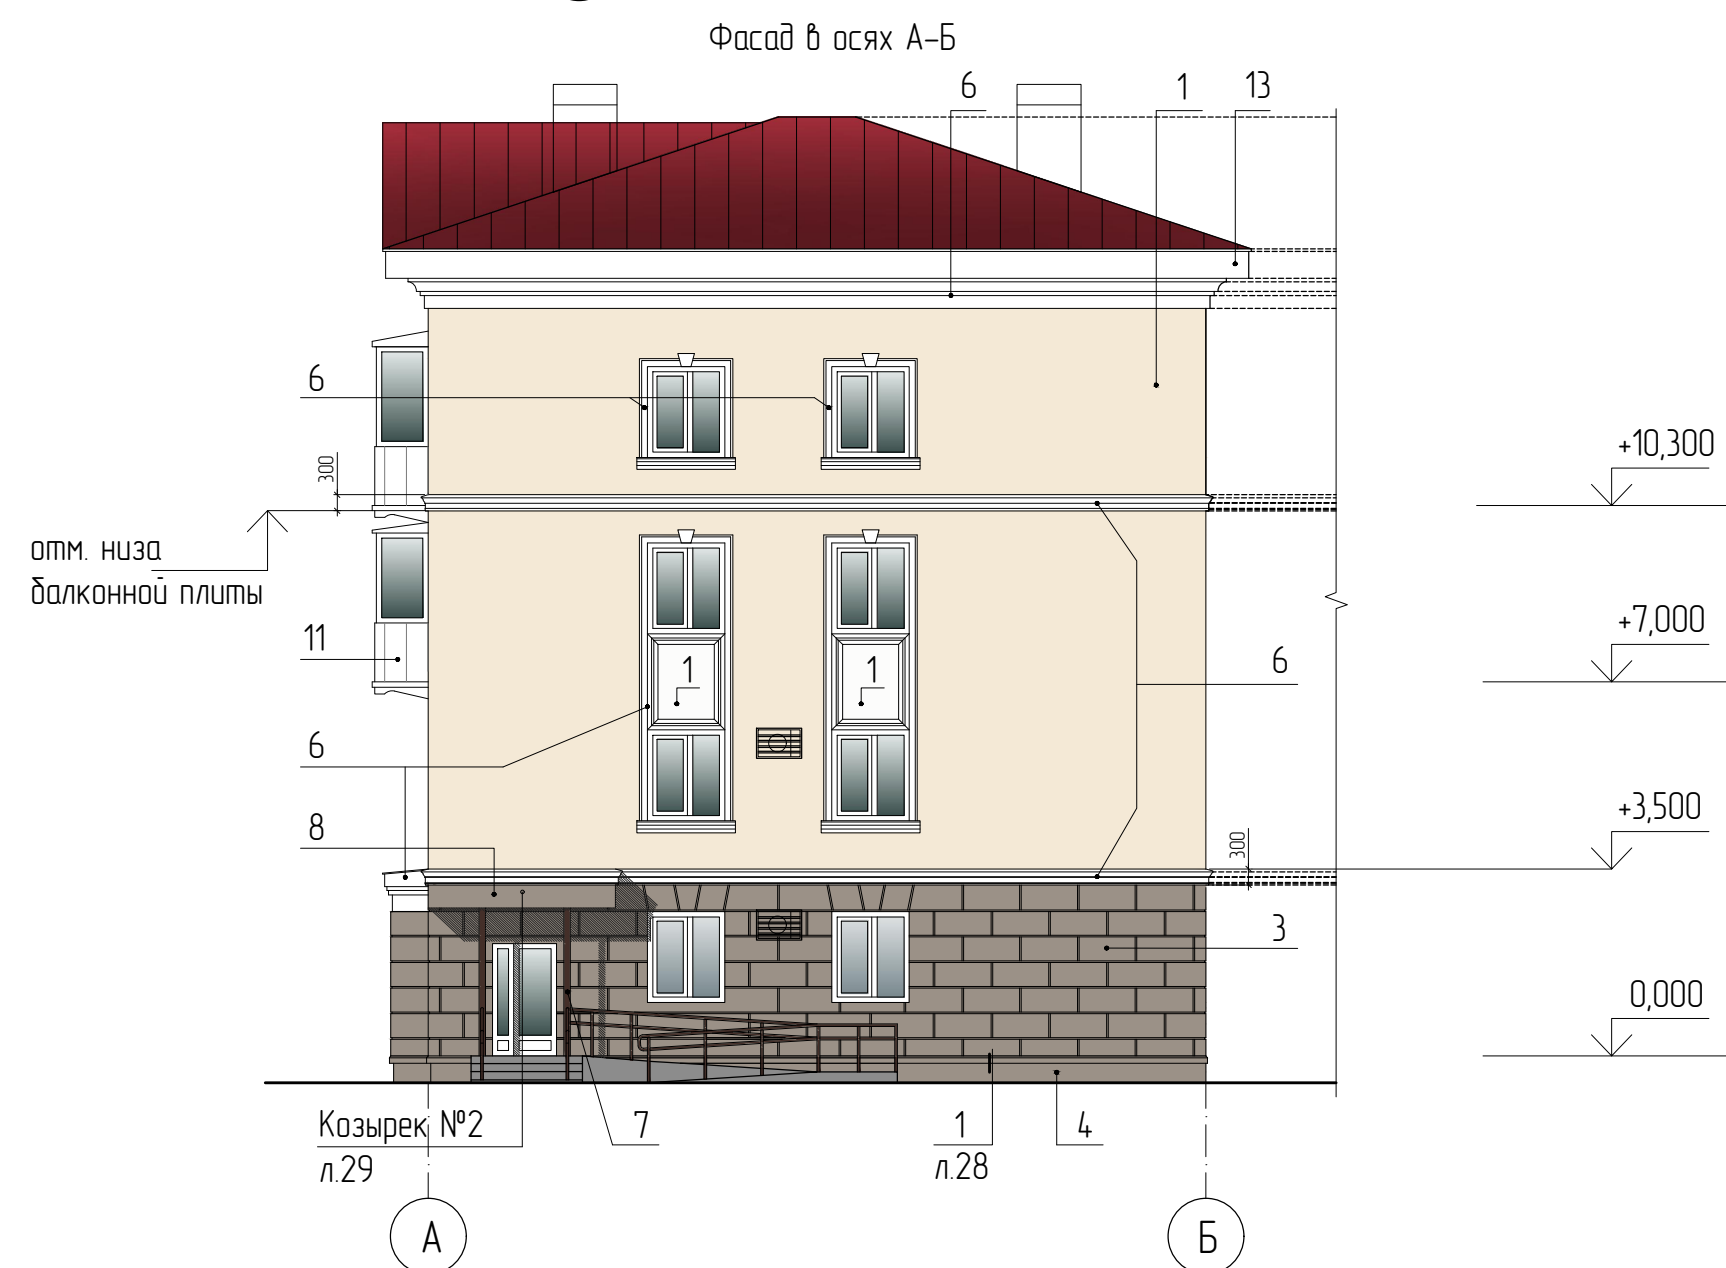 Фасад в осях А-Б
6
1
13
6
300
+10,300
отм. низа
балконной плиты
+7,000
11
1
1
6
6
+3,500
8
300
3
0,000
Козырек №2
л.29
7
1
л.28
4
А
Б